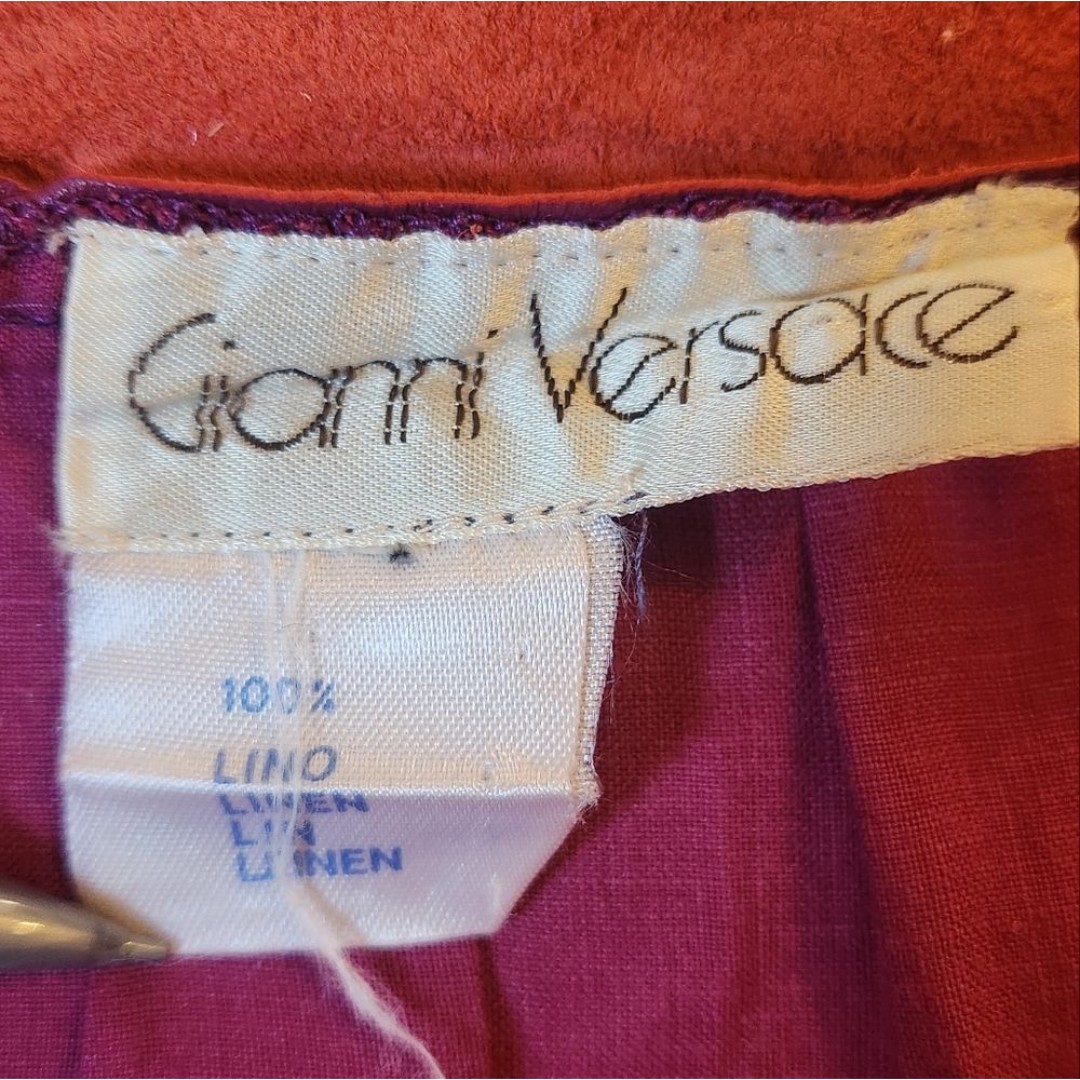 Gianni Versace
100%
LINO
LINEN
LIN
LEINEN